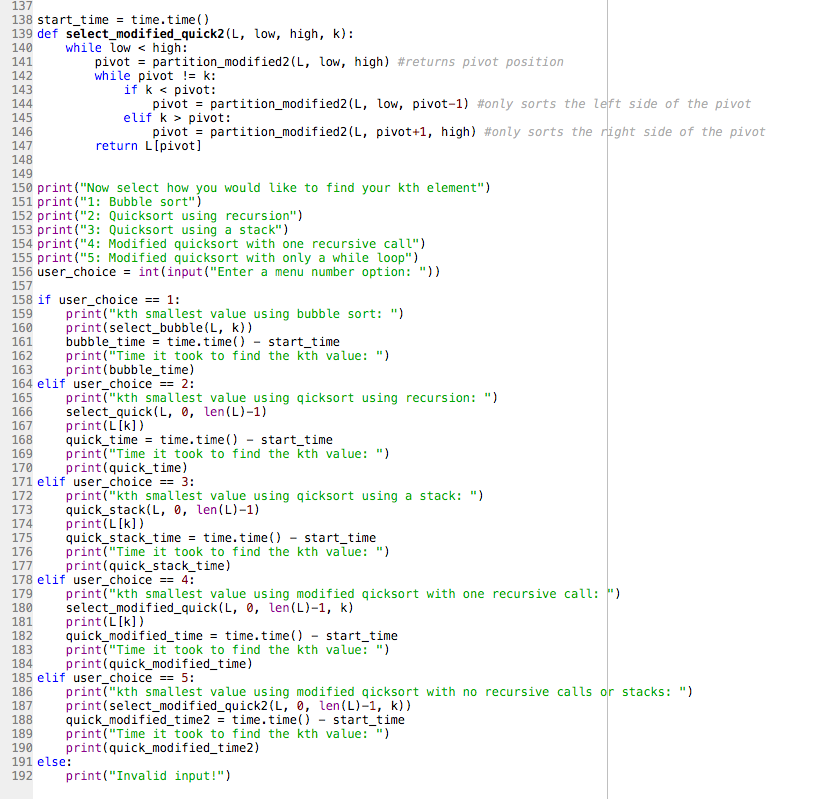 137
138 start_time = time.time()
139 def select_modified_quick2(L, low, high, k):
140     while low < high:
141         pivot = partition_modified2(L, low, high) #returns pivot position
142         while pivot != k:
143             if k < pivot:
144                 pivot = partition_modified2(L, low, pivot-1) #only sorts the left side of the pivot
145             elif k > pivot:
146                 pivot = partition_modified2(L, pivot+1, high) #only sorts the right side of the pivot
147         return L[pivot]
148
149
150 print("Now select how you would like to find your kth element")
151 print("1: Bubble sort")
152 print("2: Quicksort using recursion")
153 print("3: Quicksort using a stack")
154 print("4: Modified quicksort with one recursive call")
155 print("5: Modified quicksort with only a while loop")
156 user_choice = int(input("Enter a menu number option: "))
157
158 if user_choice == 1:
159     print("kth smallest value using bubble sort: ")
160     print(select_bubble(L, k))
161     bubble_time = time.time() - start_time
162     print("Time it took to find the kth value: ")
163     print(bubble_time)
164 elif user_choice == 2:
165     print("kth smallest value using qicksort using recursion: ")
166     select_quick(L, 0, len(L)-1)
167     print(L[k])
168     quick_time = time.time() - start_time
169     print("Time it took to find the kth value: ")
170     print(quick_time)
171 elif user_choice == 3:
172     print("kth smallest value using qicksort using a stack: ")
173     quick_stack(L, 0, len(L)-1)
174     print(L[k])
175     quick_stack_time = time.time() - start_time
176     print("Time it took to find the kth value: ")
177     print(quick_stack_time)
178 elif user_choice == 4:
179     print("kth smallest value using modified qicksort with one recursive call: ")
180     select_modified_quick(L, 0, len(L)-1, k)
181     print(L[k])
182     quick_modified_time = time.time() - start_time
183     print("Time it took to find the kth value: ")
184     print(quick_modified_time)
185 elif user_choice == 5:
186     print("kth smallest value using modified qicksort with no recursive calls or stacks: ")
187     print(select_modified_quick2(L, 0, len(L)-1, k))
188     quick_modified_time2 = time.time() - start_time
189     print("Time it took to find the kth value: ")
190     print(quick_modified_time2)
191 else:
192     print("Invalid input!")